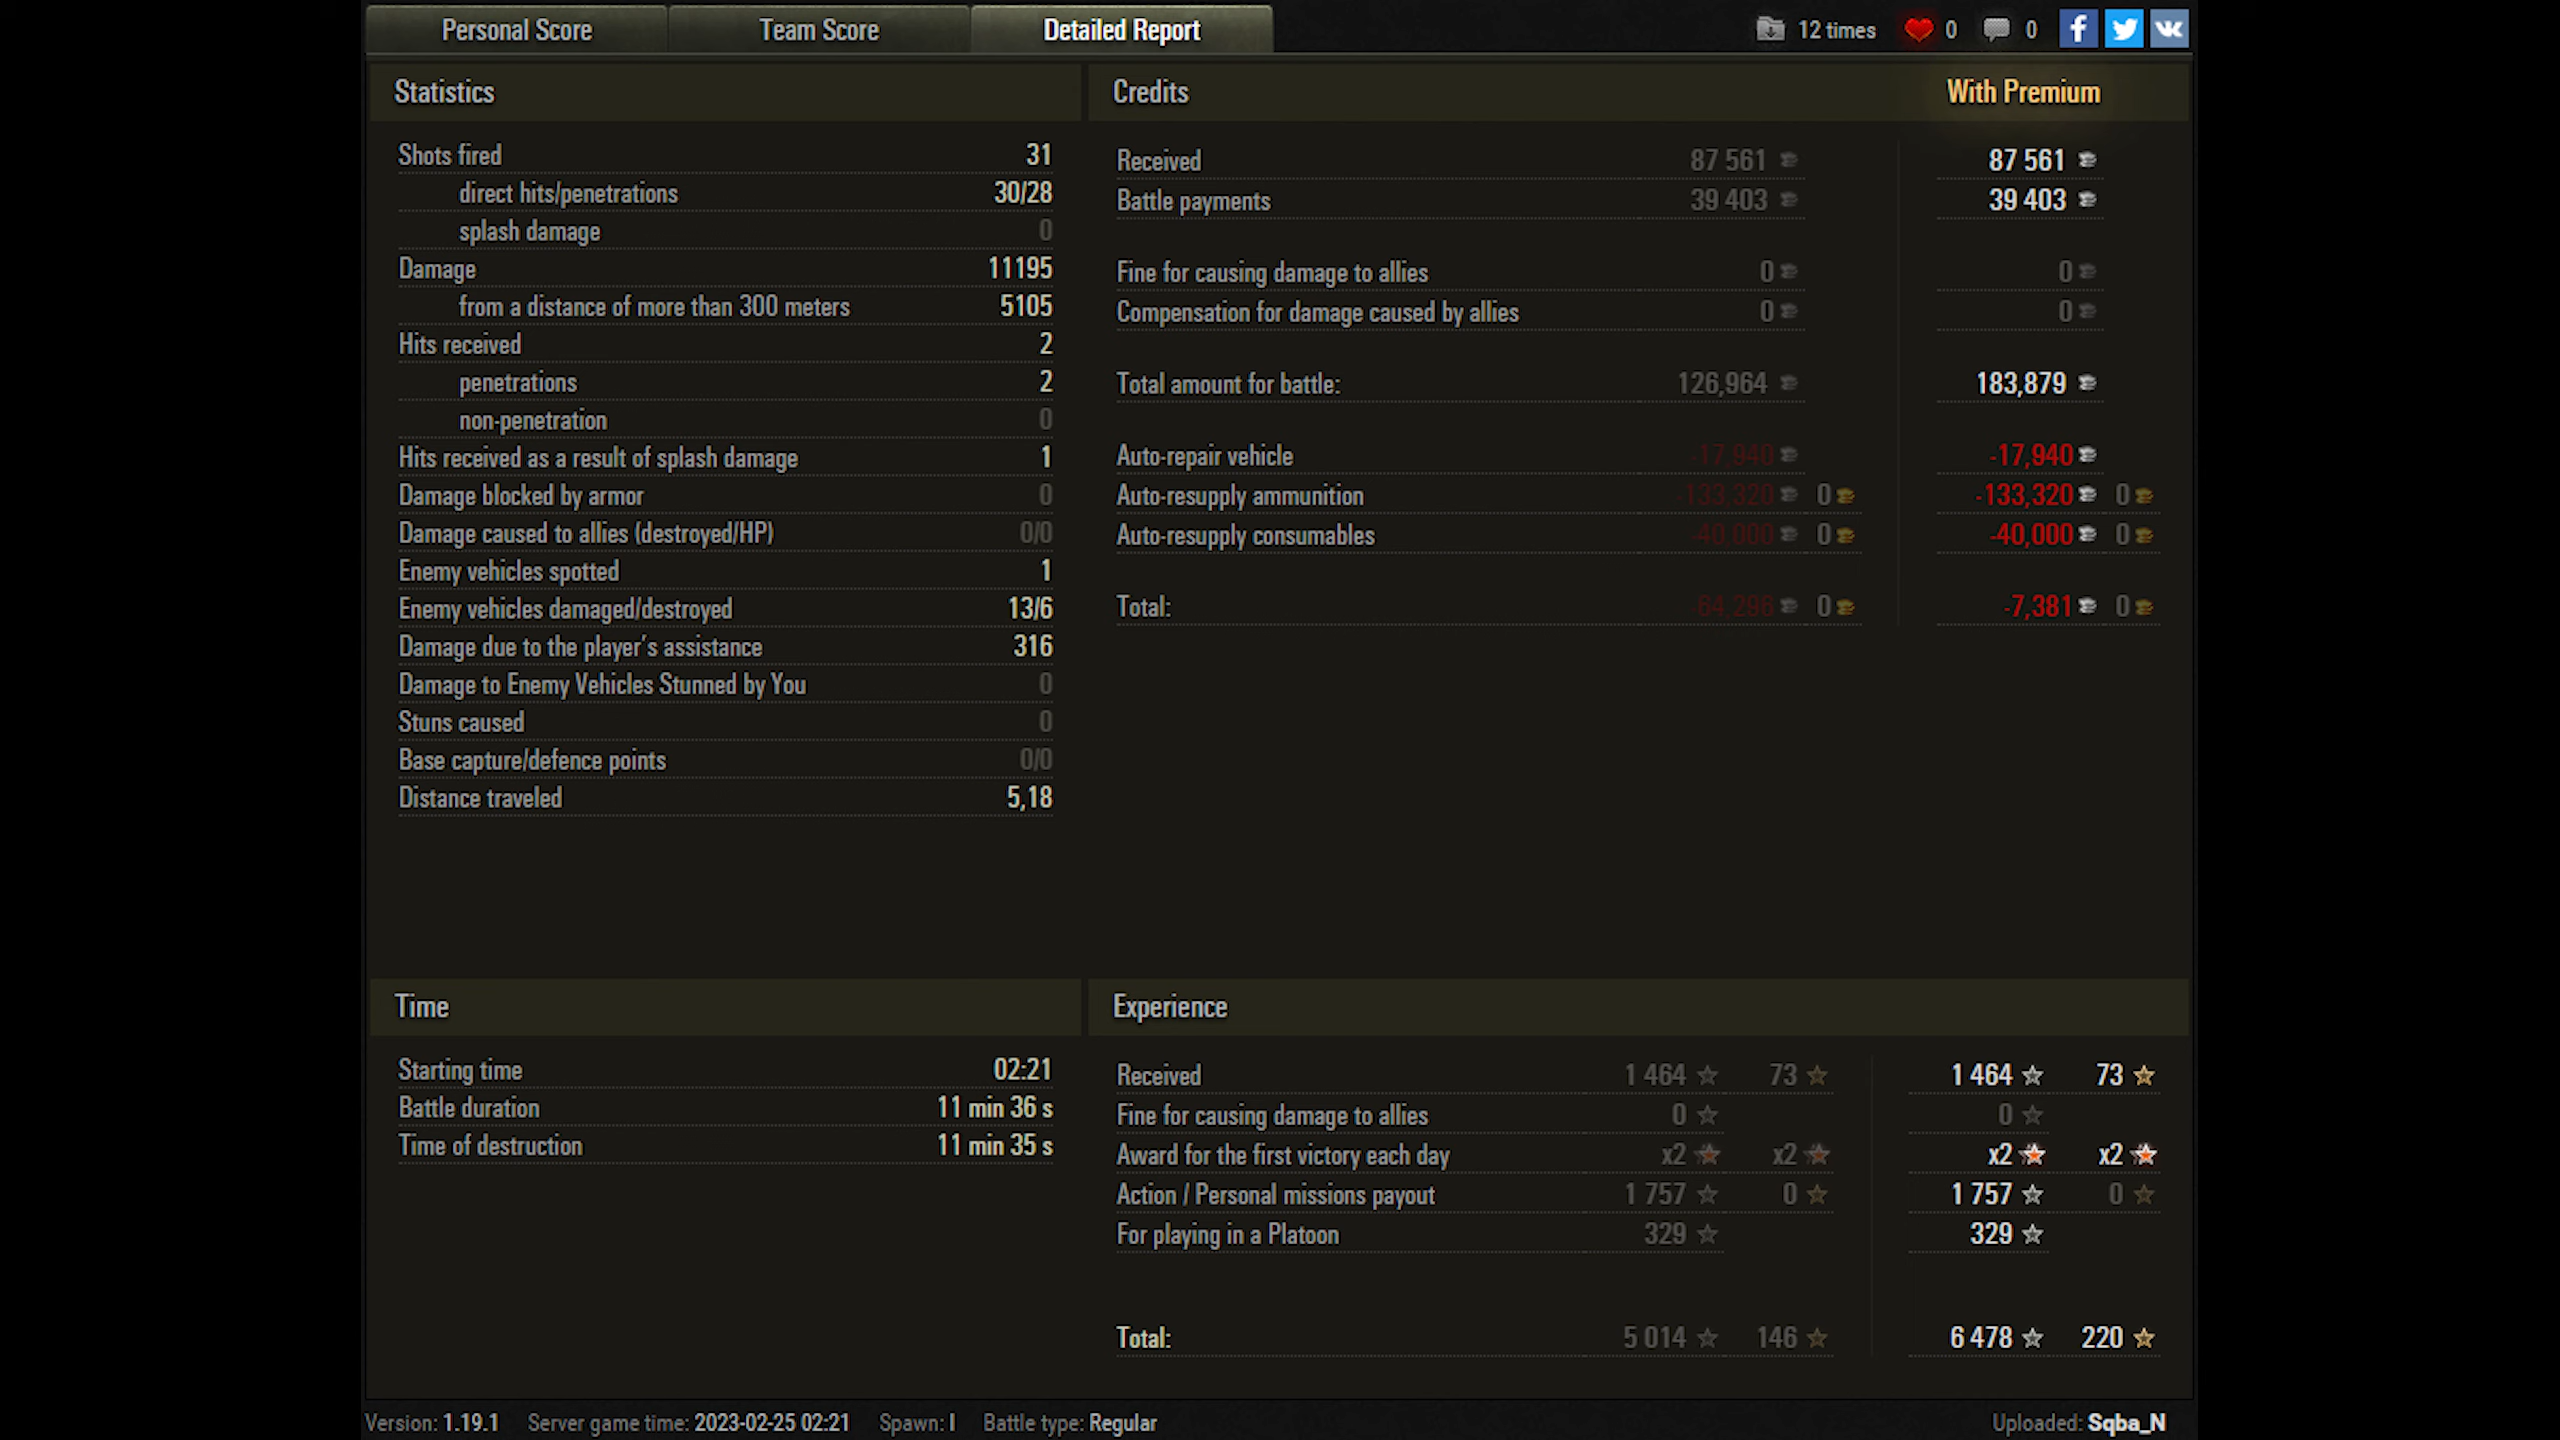 Personal Score Team Score Detailed Report 12 times 0 0
Statistics
Shots fired 31
direct hits/penetrations 30/28
splash damage 0
Damage 11195
from a distance of more than 300 meters 5105
Hits received 2
penetrations 2
non-penetration 0
Hits received as a result of splash damage 1
Damage blocked by armor 0
Damage caused to allies (destroyed/HP) 0/0
Enemy vehicles spotted 1
Enemy vehicles damaged/destroyed 13/6
Damage due to the player's assistance 316
Damage to Enemy Vehicles Stunned by You 0
Stuns caused 0
Base capture/defence points 0/0
Distance traveled 5,18
Credits With Premium
Received 87 561 87 561
Battle payments 39 403 39 403
Fine for causing damage to allies 0 0
Compensation for damage caused by allies 0 0
Total amount for battle: 126,964 183,879
Auto-repair vehicle -17,940 -17,940
Auto-resupply ammunition -133,320 0 -133,320 0
Auto-resupply consumables -40,000 0 -40,000 0
Total: -64,296 0 -7,381 0
Time
Starting time 02:21
Battle duration 11 min 36 s
Time of destruction 11 min 35 s
Experience
Received 1 464 73 1 464 73
Fine for causing damage to allies 0 0
Award for the first victory each day x2 x2 x2 x2
Action / Personal missions payout 1 757 0 1 757 0
For playing in a Platoon 329 329
Total: 5 014 146 6 478 220
Version: 1.19.1 Server game time: 2023-02-25 02:21 Spawn: I Battle type: Regular Uploaded: Sqba_N